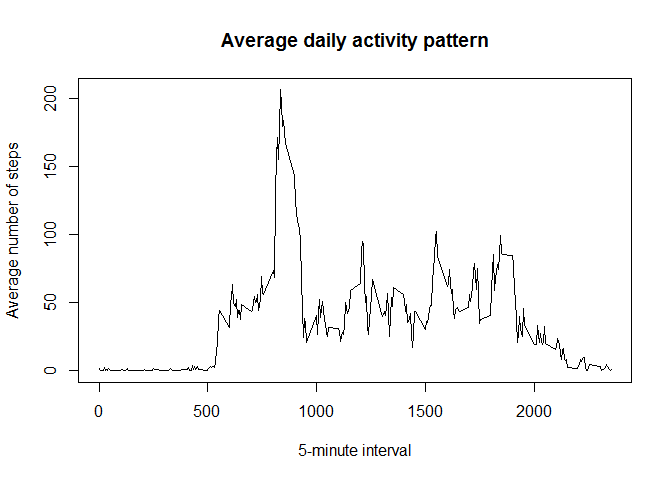 Average daily activity pattern
Average number of steps
200
150
100
50
0
0 500 1000 1500 2000
5-minute interval